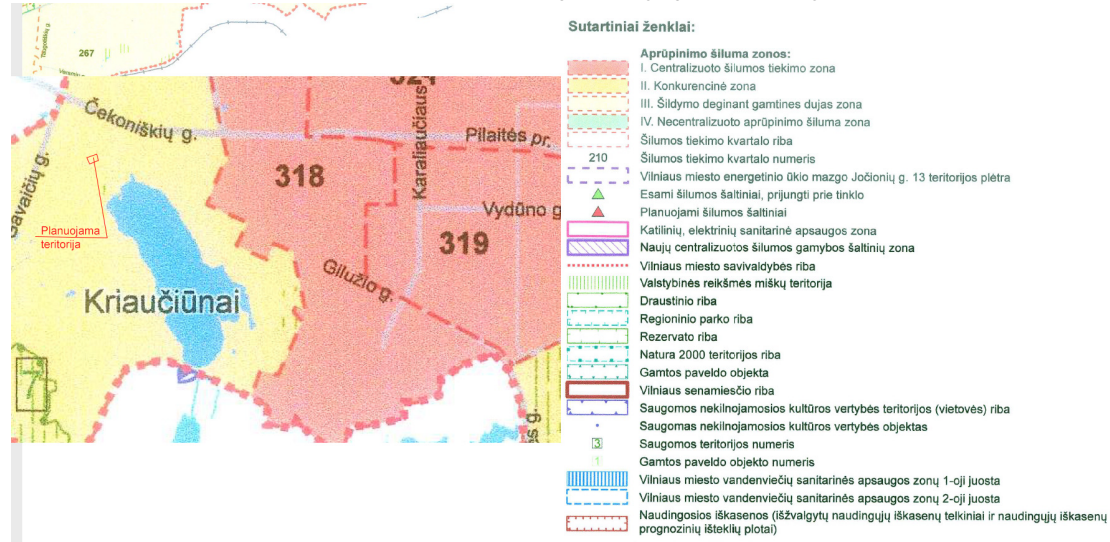 Sutartiniai ženklai:
Aprūpinimo šiluma zonos:
I. Centralizuoto šilumos tiekimo zona
II. Konkurencinė zona
III. Šildymo deginant gamtines dujas zona
IV. Necentralizuoto aprūpinimo šiluma zona
Šilumos tiekimo kvartalo riba
210 Šilumos tiekimo kvartalo numeris
Vilniaus miesto energetinio ūkio mazgo Jočionių g. 13 teritorijos plėtra
Esami šilumos šaltiniai, prijungti prie tinklo
Planuojami šilumos šaltiniai
Katilinių, elektrinių sanitarinė apsaugos zona
Naujų centralizuotos šilumos gamybos šaltinių zona
Vilniaus miesto savivaldybės riba
Valstybinės reikšmės miškų teritorija
Draustinio riba
Regioninio parko riba
Rezervato riba
Natura 2000 teritorijos riba
Gamtos paveldo objekta
Vilniaus senamiesčio riba
Saugomos nekilnojamosios kultūros vertybės teritorijos (vietovės) riba
Saugomas nekilnojamosios kultūros vertybės objektas
3 Saugomos teritorijos numeris
1 Gamtos paveldo objekto numeris
Vilniaus miesto vandenviečių sanitarinės apsaugos zonų 1-oji juosta
Vilniaus miesto vandenviečių sanitarinės apsaugos zonų 2-oji juosta
Naudingosios iškasenos (išžvalgytų naudingųjų iškasenų telkiniai ir naudingųjų iškasenų
prognozinių išteklių plotai)
267
Čekoniškių g.
Gavaičių g.
Planuojama
teritorija
Kriaučiūnai
7
318
Karaliaučiaus
Pilaitės pr.
Vydūno g
319
Gilužio g.